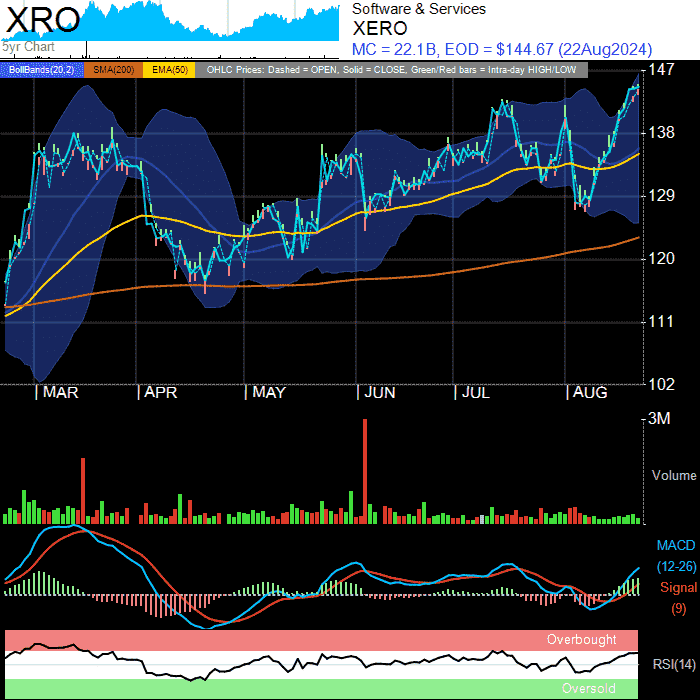 XRO
5yr Chart
Software & Services
XERO
MC = 22.1B, EOD = $144.67 (22Aug2024)
BollBands(20,2) SMA(200) EMA(50) OHLC Prices: Dashed = OPEN, Solid = CLOSE, Green/Red bars = Intra-day HIGH/LOW
147
138
129
120
111
102
MAR APR MAY JUN JUL AUG
3M
Volume
MACD
(12-26)
Signal
(9)
Overbought
RSI(14)
Oversold